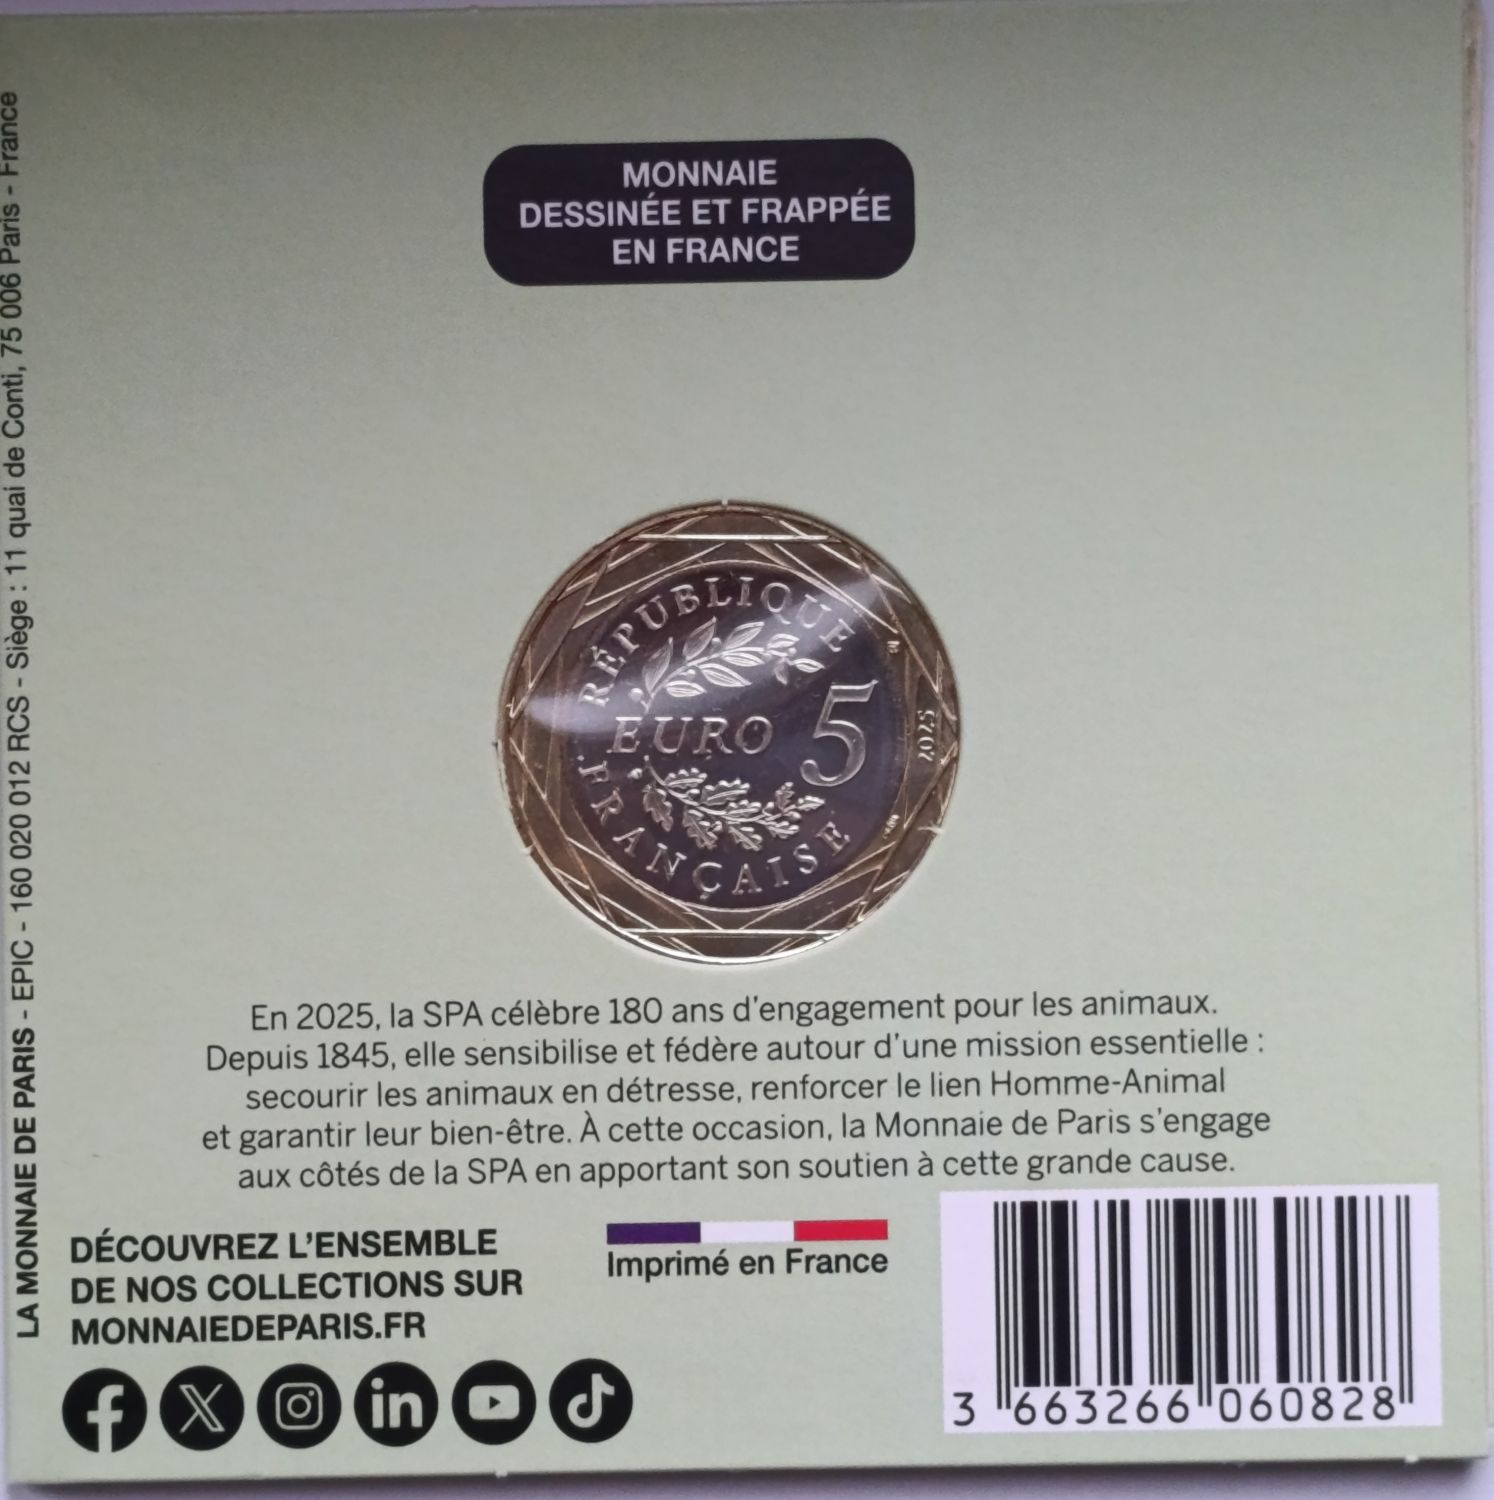 MONNAIE
DESSINÉE ET FRAPPÉE
EN FRANCE
LA MONNAIE DE PARIS - EPIC - 160 020 012 RCS - Siège : 11 quai de Conti, 75 006 Paris - France
RÉPUBLIQUE
EURO 5
FRANÇAISE
2025
En 2025, la SPA célèbre 180 ans d'engagement pour les animaux.
Depuis 1845, elle sensibilise et fédère autour d'une mission essentielle :
secourir les animaux en détresse, renforcer le lien Homme-Animal
et garantir leur bien-être. À cette occasion, la Monnaie de Paris s'engage
aux côtés de la SPA en apportant son soutien à cette grande cause.
DÉCOUVREZ L'ENSEMBLE
DE NOS COLLECTIONS SUR
MONNAIEDEPARIS.FR
Imprimé en France
3 663266 060828